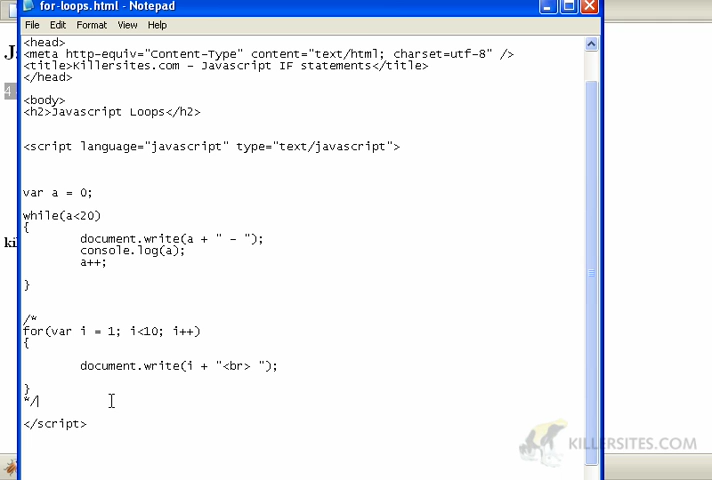 for-loops.html - Notepad
File Edit Format View Help
<head>
<meta http-equiv="Content-Type" content="text/html; charset=utf-8" />
<title>Killersites.com - Javascript IF statements</title>
</head>
<body>
<h2>Javascript Loops</h2>
<script language="javascript" type="text/javascript">
var a = 0;
while(a<20)
{
document.write(a + " - ");
console.log(a);
a++;
}
/*
for(var i = 1; i<10; i++)
{
document.write(i + "<br> ");
}
*/
</script>
KILLERSITES.COM